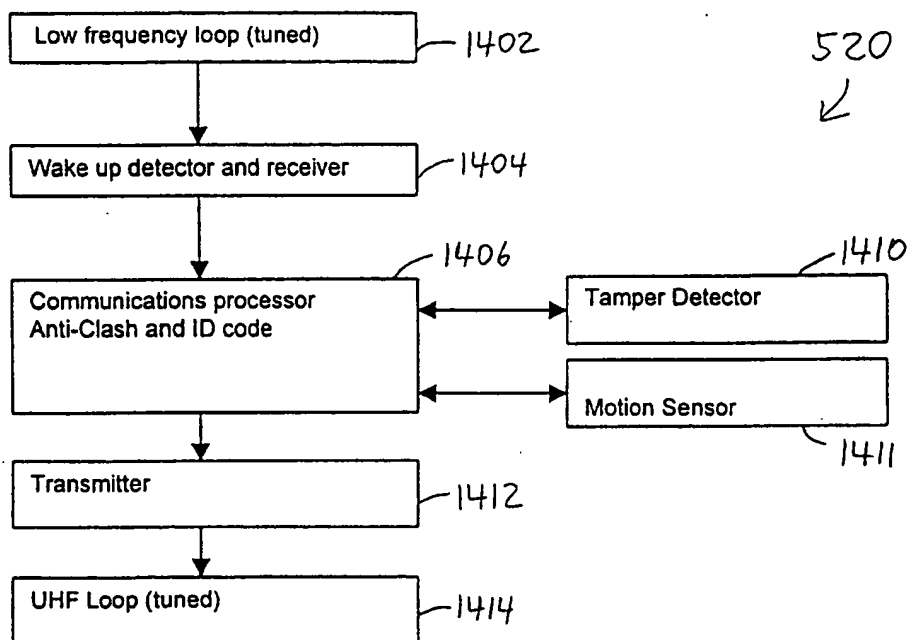 Low frequency loop (tuned)
1402
520
Wake up detector and receiver
1404
1406
Communications processor
Anti-Clash and ID code
1410
Tamper Detector
Motion Sensor
1411
Transmitter
1412
UHF Loop (tuned)
1414